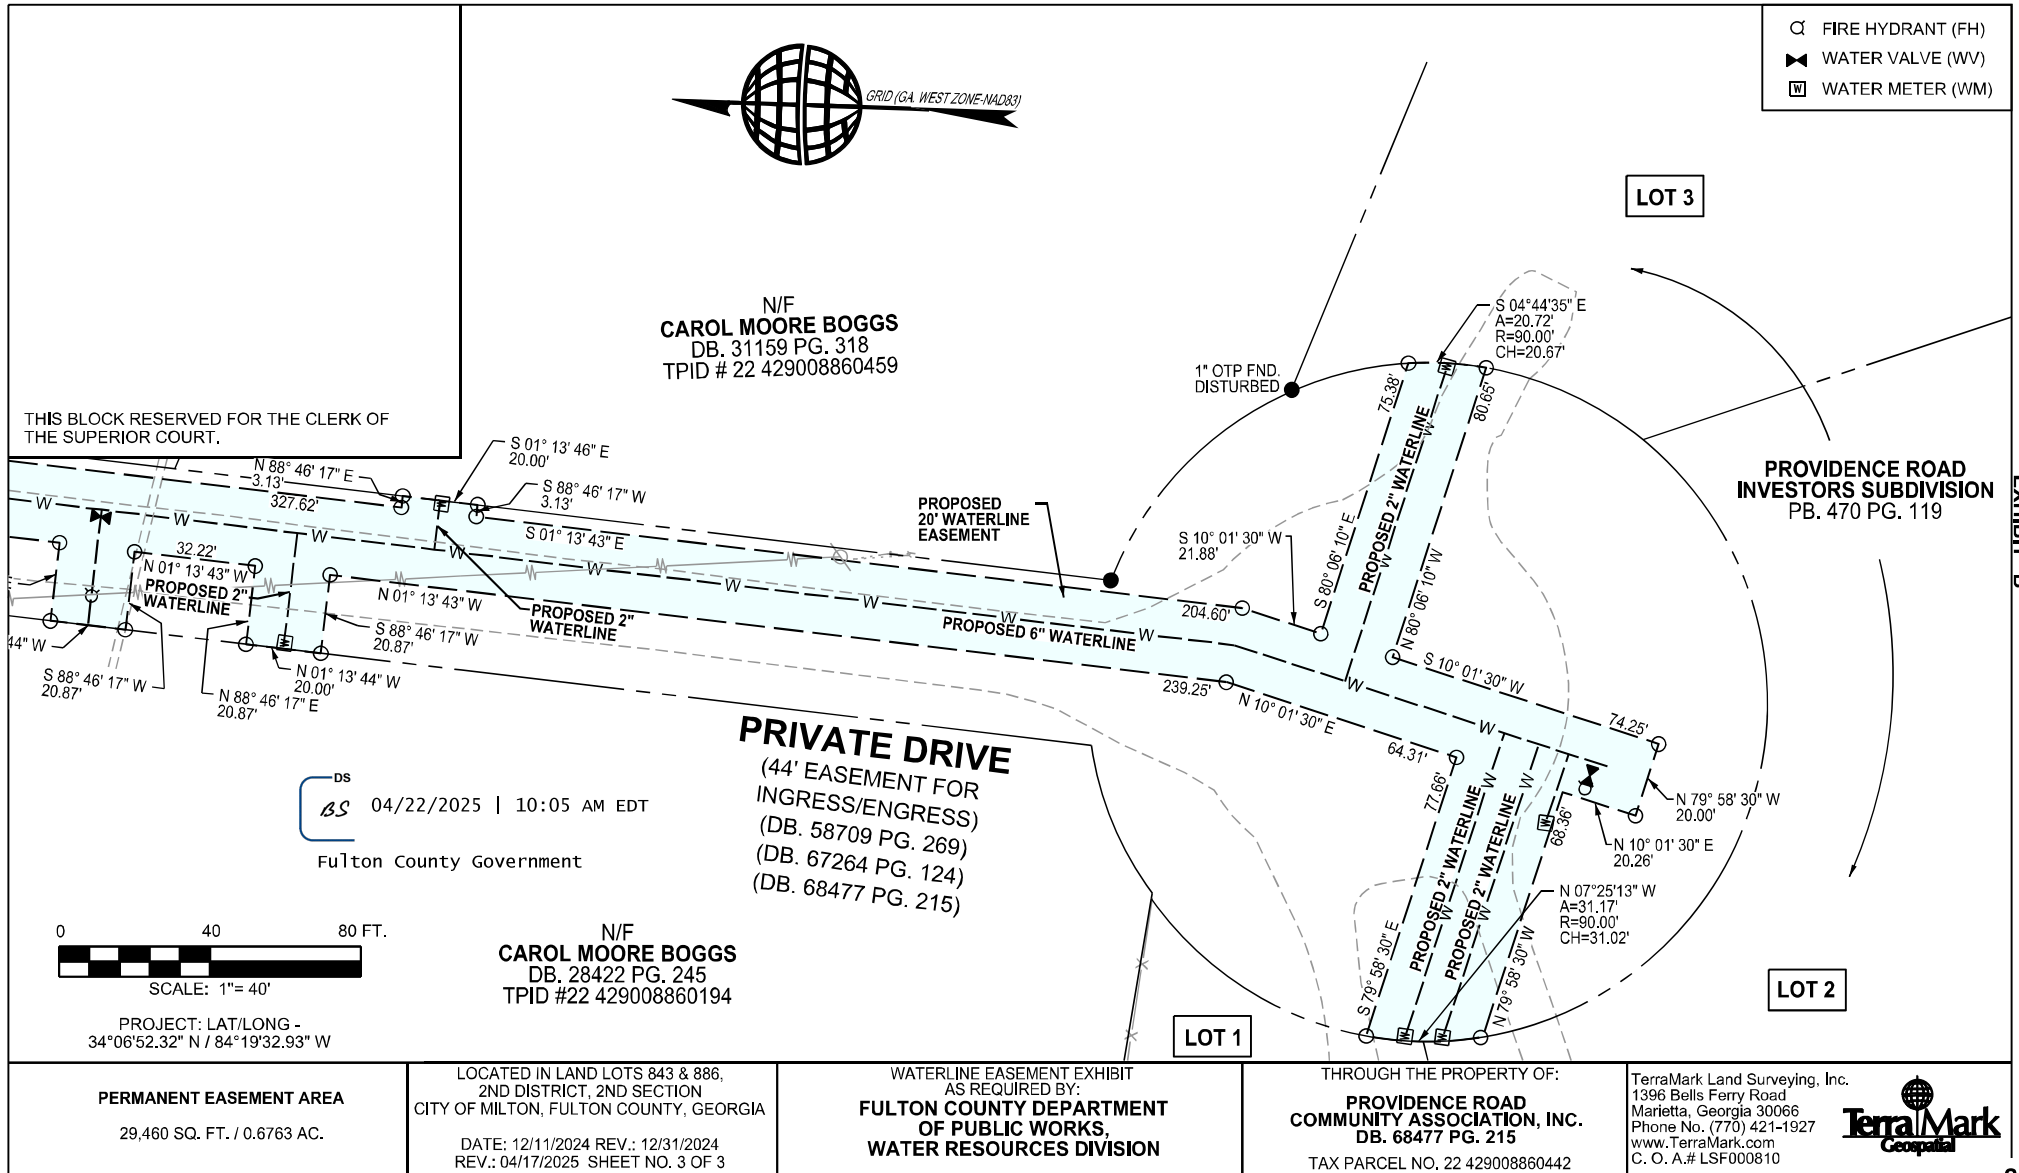 FIRE HYDRANT (FH)
WATER VALVE (WV)
W WATER METER (WM)
GRID (GA. WEST ZONE-NAD83)
LOT 3
N/F
CAROL MOORE BOGGS
DB. 31159 PG. 318
TPID # 22 429008860459
S 04°44'35" E
A=20.72'
R=90.00'
CH=20.67'
1" OTP FND.
DISTURBED
75.38'
80.65'
PROPOSED 2" WATERLINE
THIS BLOCK RESERVED FOR THE CLERK OF
THE SUPERIOR COURT.
PROVIDENCE ROAD
INVESTORS SUBDIVISION
PB. 470 PG. 119
N 88° 46' 17" E
3.13'
327.62'
S 01° 13' 46" E
20.00'
S 88° 46' 17" W
3.13'
S 01° 13' 43" E
PROPOSED
20' WATERLINE
EASEMENT
S 10° 01' 30" W
21.88'
S 80° 06' 10" E
N 80° 06' 10" W
32.22'
N 01° 13' 43" W
PROPOSED 2"
WATERLINE
N 01° 13' 43" W
PROPOSED 2"
WATERLINE
204.60'
PROPOSED 6" WATERLINE
S 88° 46' 17" W
20.87'
44" W
S 88° 46' 17" W
20.87'
N 01° 13' 44" W
20.00'
N 88° 46' 17" E
20.87'
239.25'
N 10° 01' 30" E
64.31'
S 10° 01' 30" W
74.25'
77.66'
68.36'
N 79° 58' 30" W
20.00'
N 10° 01' 30" E
20.26'
PROPOSED 2" WATERLINE
PROPOSED 2" WATERLINE
N 07°25'13" W
A=31.17'
R=90.00'
CH=31.02'
S 79° 58' 30" E
N 79° 58' 30" W
PRIVATE DRIVE
(44' EASEMENT FOR
INGRESS/ENGRESS)
(DB. 58709 PG. 269)
(DB. 67264 PG. 124)
(DB. 68477 PG. 215)
DS
BS 04/22/2025 | 10:05 AM EDT
Fulton County Government
0 40 80 FT.
SCALE: 1"= 40'
PROJECT: LAT/LONG -
34°06'52.32" N / 84°19'32.93" W
N/F
CAROL MOORE BOGGS
DB. 28422 PG. 245
TPID #22 429008860194
LOT 1
LOT 2
PERMANENT EASEMENT AREA
29,460 SQ. FT. / 0.6763 AC.
LOCATED IN LAND LOTS 843 & 886,
2ND DISTRICT, 2ND SECTION
CITY OF MILTON, FULTON COUNTY, GEORGIA
DATE: 12/11/2024 REV.: 12/31/2024
REV.: 04/17/2025 SHEET NO. 3 OF 3
WATERLINE EASEMENT EXHIBIT
AS REQUIRED BY:
FULTON COUNTY DEPARTMENT
OF PUBLIC WORKS,
WATER RESOURCES DIVISION
THROUGH THE PROPERTY OF:
PROVIDENCE ROAD
COMMUNITY ASSOCIATION, INC.
DB. 68477 PG. 215
TAX PARCEL NO. 22 429008860442
TerraMark Land Surveying, Inc.
1396 Bells Ferry Road
Marietta, Georgia 30066
Phone No. (770) 421-1927
www.TerraMark.com
C. O. A.# LSF000810
TerraMark
Geospatial